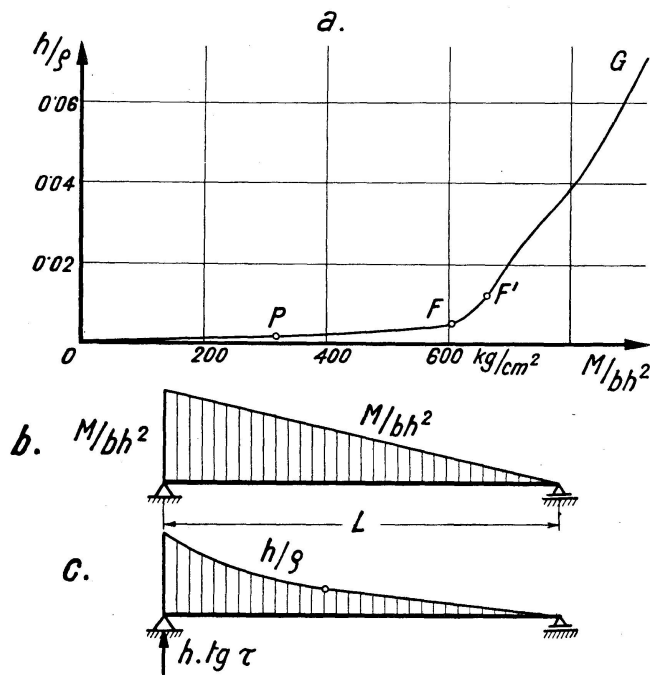 a.
h/ρ
0.06
0.04
0.02
0
P
F
F'
G
200
400
600
kg/cm²
M/bh²
b.
M/bh²
M/bh²
L
c.
h/ρ
h.tg τ